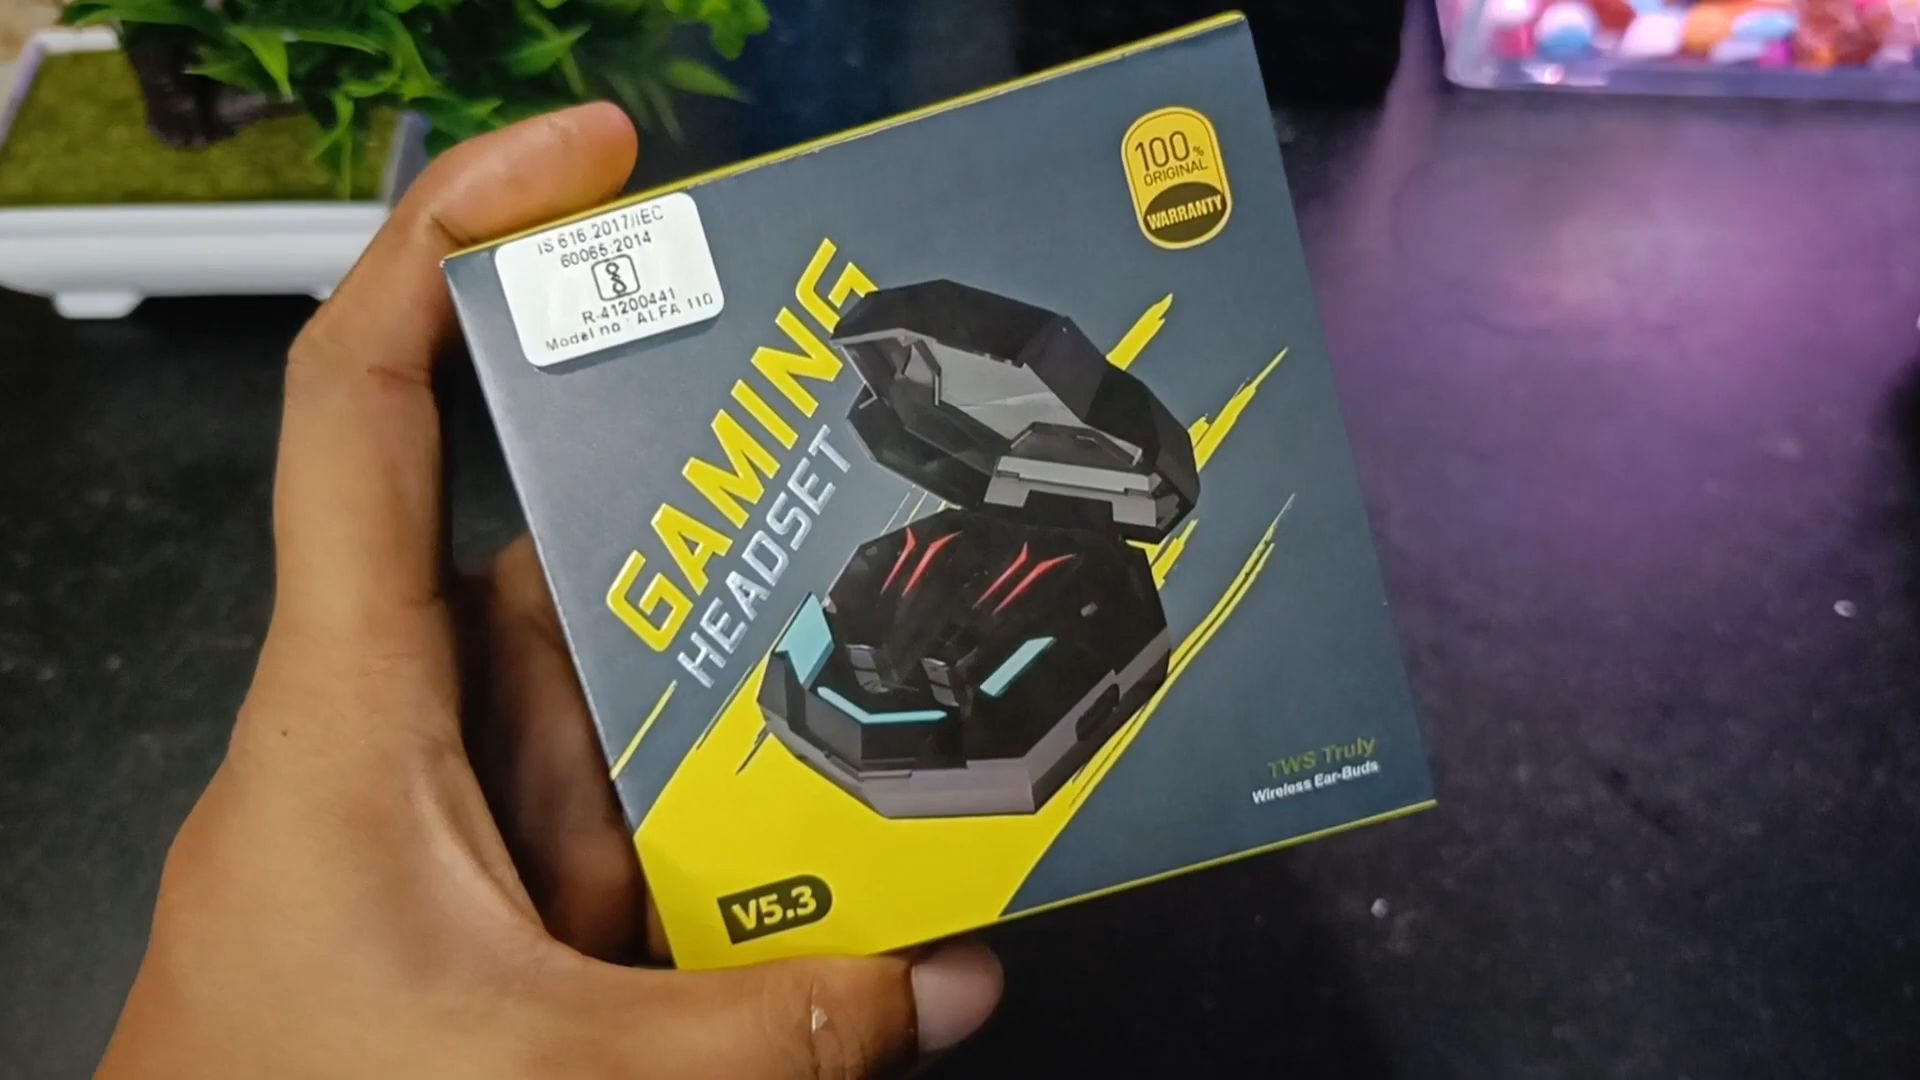 IS 616:2017/IEC
60065:2014
R-41200441
Model no : ALFA 110
100%
ORIGINAL
WARRANTY
GAMING
HEADSET
TWS Truly
Wireless Ear-Buds
V5.3